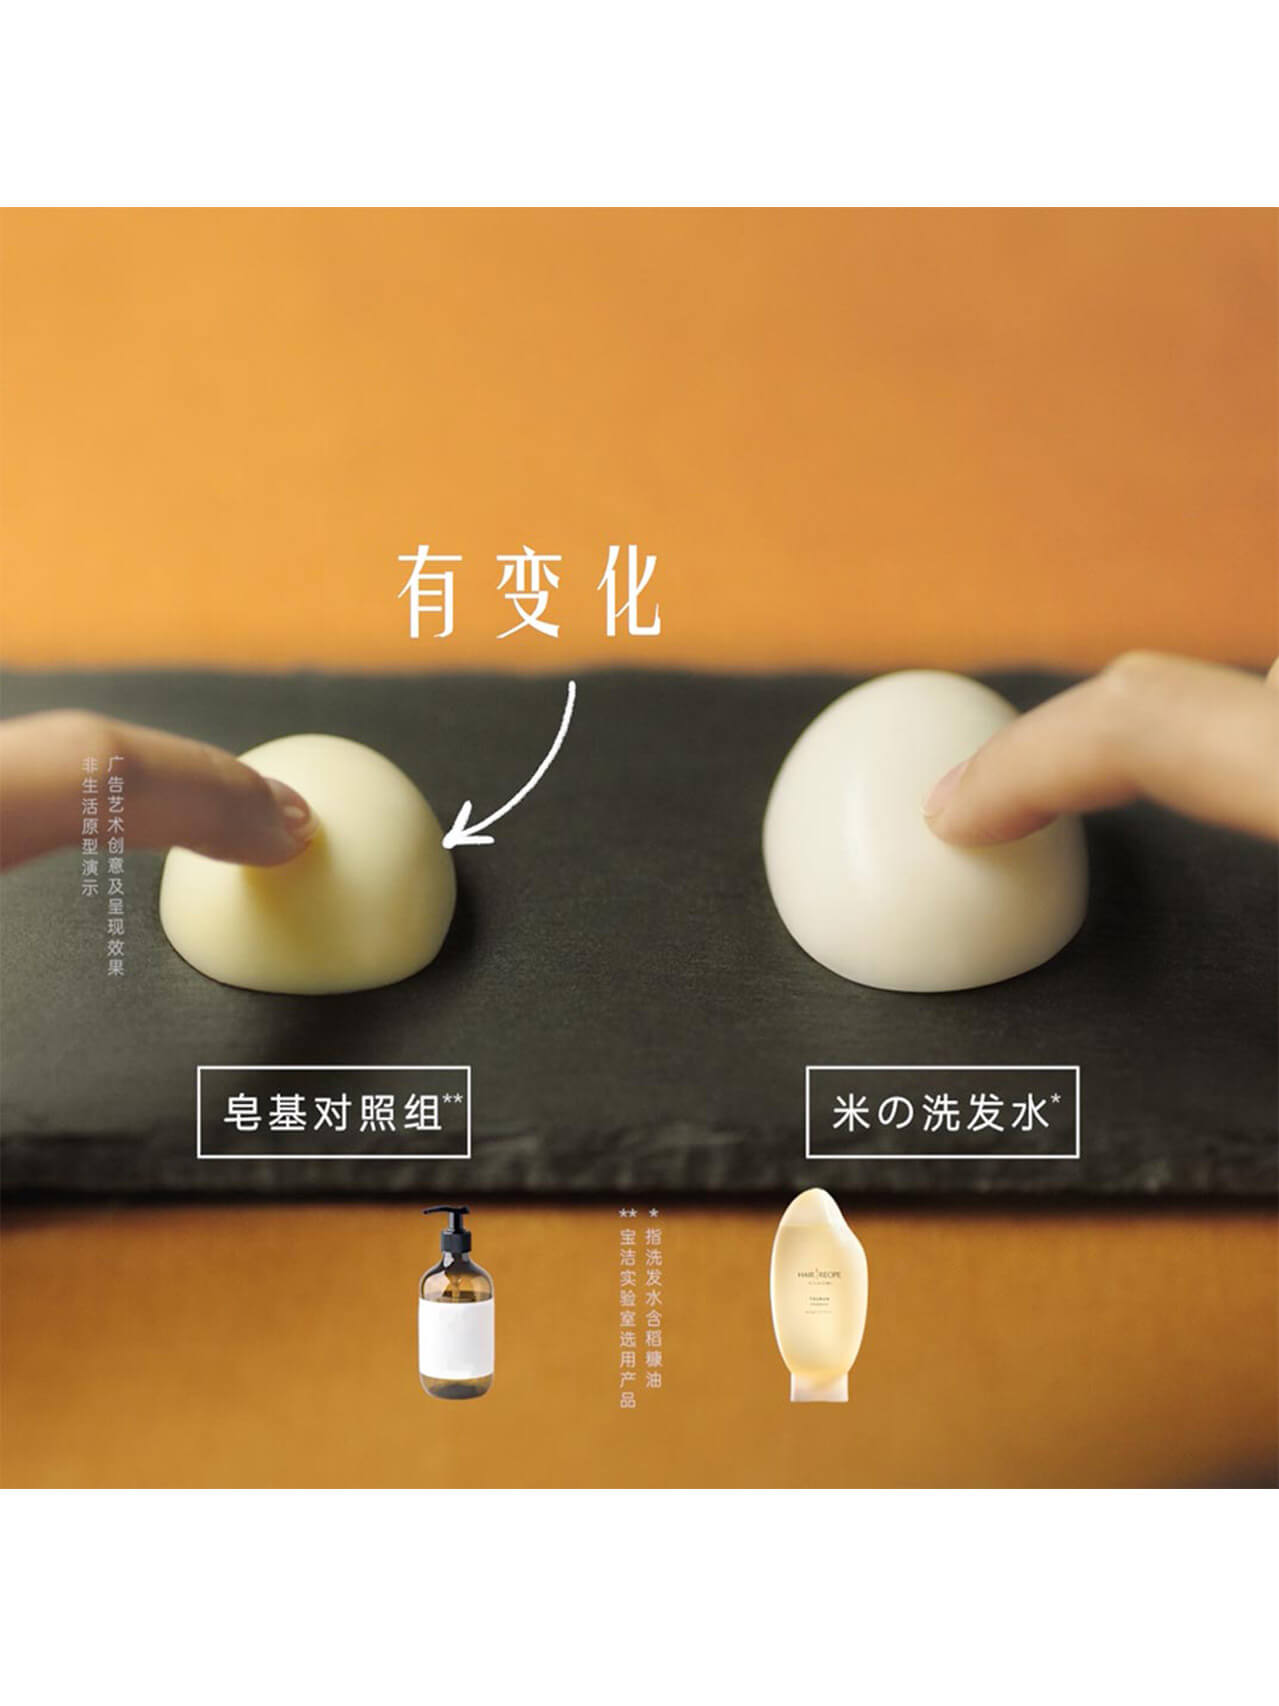 有变化
广告艺术创意及呈现效果
非生活原型演示
皂基对照组**
米の洗发水*
*指洗发水含稻糠油
**宝洁实验室选用产品
HAIR RECIPE